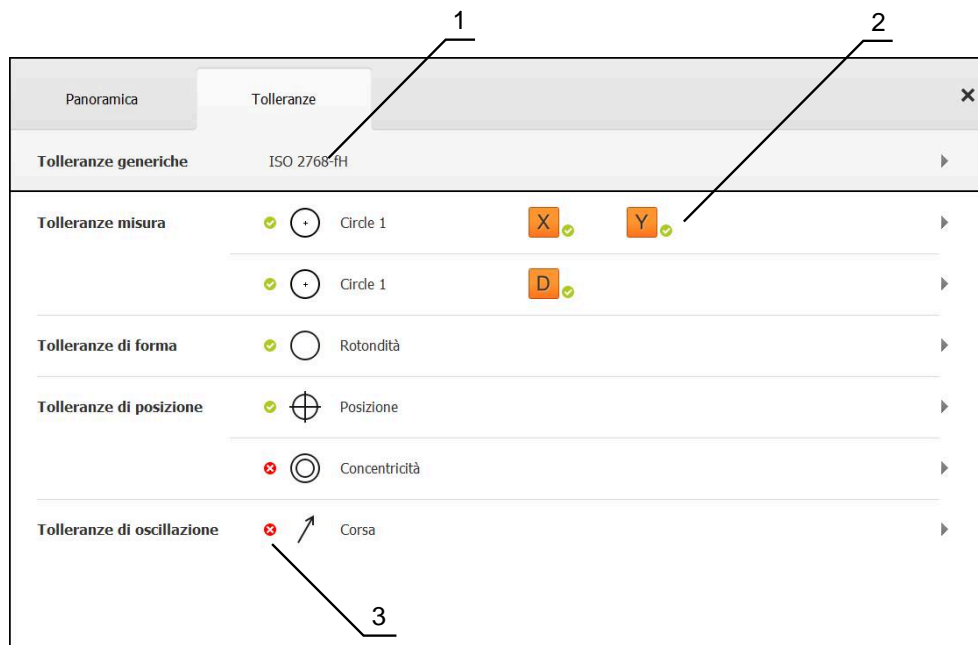 1
2
Panoramica Tolleranze
Tolleranze generiche ISO 2768-fH
Tolleranze misura Circle 1 X Y
Circle 1 D
Tolleranze di forma Rotondità
Tolleranze di posizione Posizione
Concentricità
Tolleranze di oscillazione Corsa
3